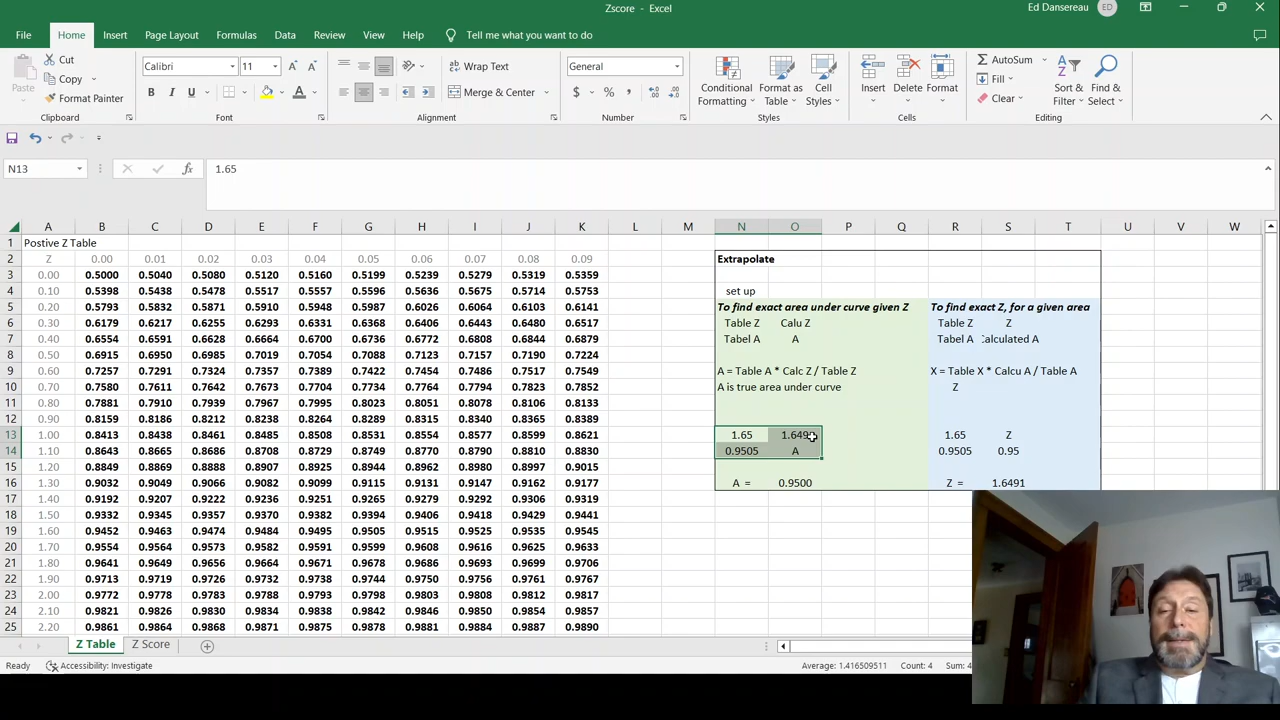 Zscore - Excel
Ed Dansereau
ED
File Home Insert Page Layout Formulas Data Review View Help Tell me what you want to do
Paste
Cut
Copy
Format Painter
Clipboard
Calibri 11
B I U
Font
Wrap Text
Merge & Center
Alignment
General
$ % ,
Number
Conditional Formatting
Format as Table
Cell Styles
Styles
Insert
Delete
Format
Cells
AutoSum
Fill
Clear
Sort & Filter
Find & Select
Editing
N13 fx 1.65
A B C D E F G H I J K L M N O P Q R S T U V W
1 Postive Z Table
2 Z 0.00 0.01 0.02 0.03 0.04 0.05 0.06 0.07 0.08 0.09 Extrapolate
3 0.00 0.5000 0.5040 0.5080 0.5120 0.5160 0.5199 0.5239 0.5279 0.5319 0.5359
4 0.10 0.5398 0.5438 0.5478 0.5517 0.5557 0.5596 0.5636 0.5675 0.5714 0.5753 set up
5 0.20 0.5793 0.5832 0.5871 0.5910 0.5948 0.5987 0.6026 0.6064 0.6103 0.6141 To find exact area under curve given Z To find exact Z, for a given area
6 0.30 0.6179 0.6217 0.6255 0.6293 0.6331 0.6368 0.6406 0.6443 0.6480 0.6517 Table Z Calu Z Table Z Z
7 0.40 0.6554 0.6591 0.6628 0.6664 0.6700 0.6736 0.6772 0.6808 0.6844 0.6879 Tabel A A Tabel A Calculated A
8 0.50 0.6915 0.6950 0.6985 0.7019 0.7054 0.7088 0.7123 0.7157 0.7190 0.7224
9 0.60 0.7257 0.7291 0.7324 0.7357 0.7389 0.7422 0.7454 0.7486 0.7517 0.7549 A = Table A * Calc Z / Table Z X = Table X * Calcu A / Table A
10 0.70 0.7580 0.7611 0.7642 0.7673 0.7704 0.7734 0.7764 0.7794 0.7823 0.7852 A is true area under curve Z
11 0.80 0.7881 0.7910 0.7939 0.7967 0.7995 0.8023 0.8051 0.8078 0.8106 0.8133
12 0.90 0.8159 0.8186 0.8212 0.8238 0.8264 0.8289 0.8315 0.8340 0.8365 0.8389
13 1.00 0.8413 0.8438 0.8461 0.8485 0.8508 0.8531 0.8554 0.8577 0.8599 0.8621 1.65 1.65 Z
14 1.10 0.8643 0.8665 0.8686 0.8708 0.8729 0.8749 0.8770 0.8790 0.8810 0.8830 0.9505 A 0.9505 0.95
15 1.20 0.8849 0.8869 0.8888 0.8907 0.8925 0.8944 0.8962 0.8980 0.8997 0.9015
16 1.30 0.9032 0.9049 0.9066 0.9082 0.9099 0.9115 0.9131 0.9147 0.9162 0.9177 A = 0.9500 Z = 1.6491
17 1.40 0.9192 0.9207 0.9222 0.9236 0.9251 0.9265 0.9279 0.9292 0.9306 0.9319
18 1.50 0.9332 0.9345 0.9357 0.9370 0.9382 0.9394 0.9406 0.9418 0.9429 0.9441
19 1.60 0.9452 0.9463 0.9474 0.9484 0.9495 0.9505 0.9515 0.9525 0.9535 0.9545
20 1.70 0.9554 0.9564 0.9573 0.9582 0.9591 0.9599 0.9608 0.9616 0.9625 0.9633
21 1.80 0.9641 0.9649 0.9656 0.9664 0.9671 0.9678 0.9686 0.9693 0.9699 0.9706
22 1.90 0.9713 0.9719 0.9726 0.9732 0.9738 0.9744 0.9750 0.9756 0.9761 0.9767
23 2.00 0.9772 0.9778 0.9783 0.9788 0.9793 0.9798 0.9803 0.9808 0.9812 0.9817
24 2.10 0.9821 0.9826 0.9830 0.9834 0.9838 0.9842 0.9846 0.9850 0.9854 0.9857
25 2.20 0.9861 0.9864 0.9868 0.9871 0.9875 0.9878 0.9881 0.9884 0.9887 0.9890
Z Table Z Score
Ready Accessibility: Investigate Average: 1.416509511 Count: 4